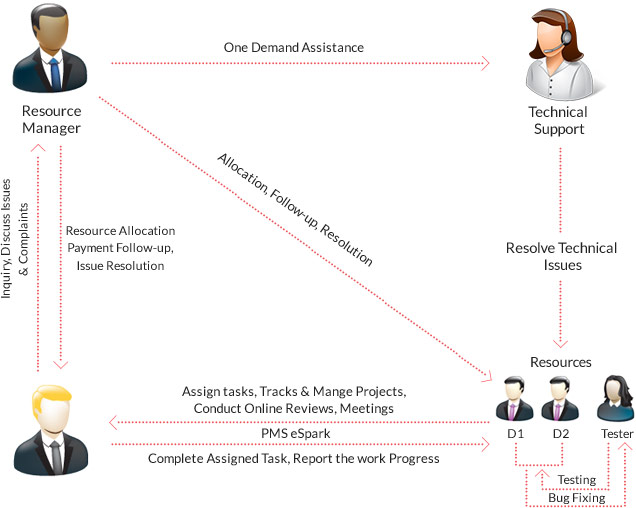 One Demand Assistance
Resource
Manager
Technical
Support
Allocation, Follow-up, Resolution
Inquiry, Discuss Issues
& Complaints
Resource Allocation
Payment Follow-up,
Issue Resolution
Resolve Technical
Issues
Resources
Assign tasks, Tracks & Mange Projects,
Conduct Online Reviews, Meetings
PMS eSpark
Complete Assigned Task, Report the work Progress
D1
D2
Tester
Testing
Bug Fixing